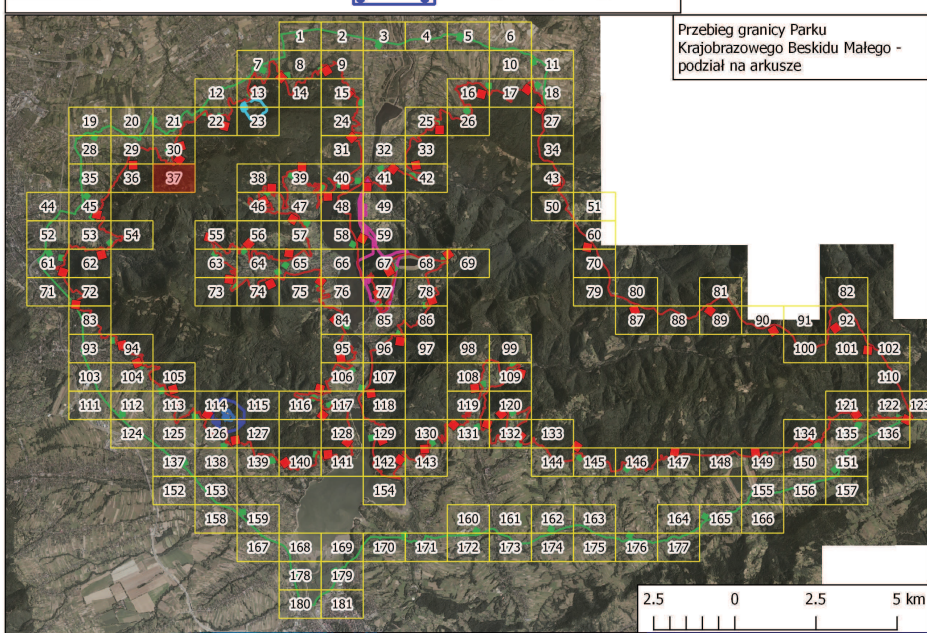 Przebieg granicy Parku
Krajobrazowego Beskidu Małego -
podział na arkusze
1 2 3 4 5 6
7 8 9 10 11
12 13 14 15 16 17 18
19 20 21 22 23 24 25 26 27
28 29 30 31 32 33 34
35 36 37 38 39 40 41 42 43
44 45 46 47 48 49 50 51
52 53 54 55 56 57 58 59 60
61 62 63 64 65 66 67 68 69 70
71 72 73 74 75 76 77 78 79 80 81 82
83 84 85 86 87 88 89 90 91 92
93 94 95 96 97 98 99 100 101 102
103 104 105 106 107 108 109 110
111 112 113 114 115 116 117 118 119 120 121 122 123
124 125 126 127 128 129 130 131 132 133 134 135 136
137 138 139 140 141 142 143 144 145 146 147 148 149 150 151
152 153 154 155 156 157
158 159 160 161 162 163 164 165 166
167 168 169 170 171 172 173 174 175 176 177
178 179
180 181
2.5 0 2.5 5 km